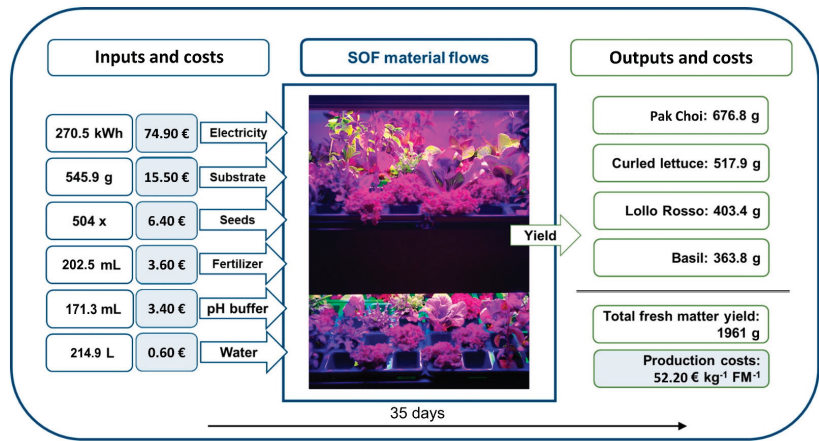 Inputs and costs
SOF material flows
Outputs and costs
270.5 kWh
74.90 €
Electricity
545.9 g
15.50 €
Substrate
504 x
6.40 €
Seeds
202.5 mL
3.60 €
Fertilizer
171.3 mL
3.40 €
pH buffer
214.9 L
0.60 €
Water
Yield
Pak Choi: 676.8 g
Curled lettuce: 517.9 g
Lollo Rosso: 403.4 g
Basil: 363.8 g
Total fresh matter yield:
1961 g
Production costs:
52.20 € kg⁻¹ FM⁻¹
35 days